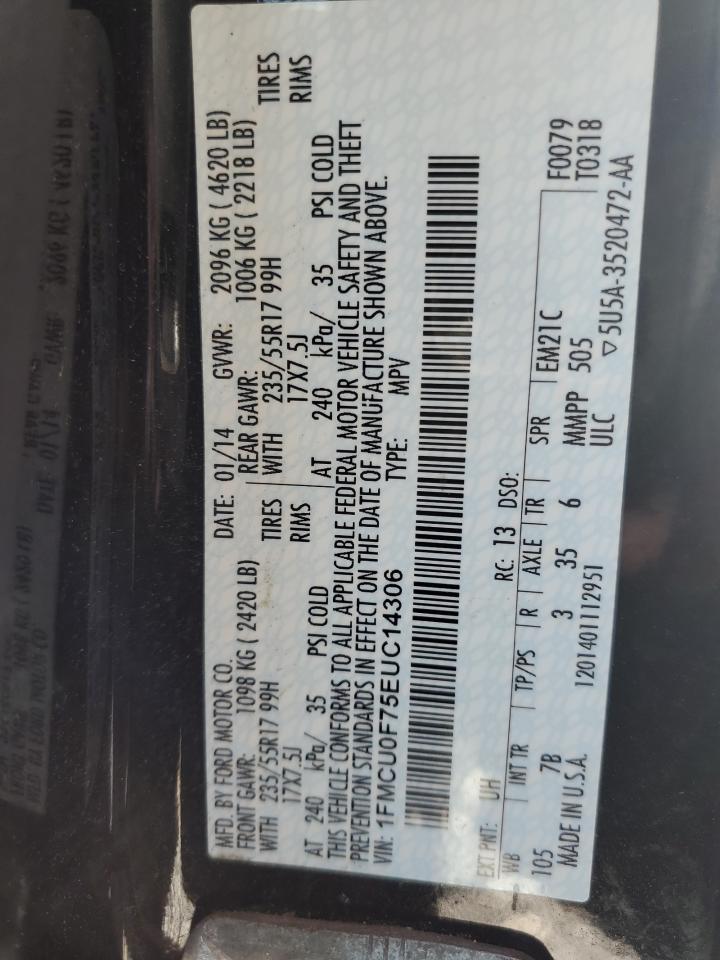 MFD. BY FORD MOTOR CO.
DATE: 01/14 GVWR: 2096 KG ( 4620 LB)
FRONT GAWR: 1098 KG ( 2420 LB) REAR GAWR: 1006 KG ( 2218 LB)
WITH 235/55R17 99H TIRES WITH 235/55R17 99H TIRES
17X7.5J RIMS 17X7.5J RIMS
AT 240 kPa/ 35 PSI COLD AT 240 kPa/ 35 PSI COLD
THIS VEHICLE CONFORMS TO ALL APPLICABLE FEDERAL MOTOR VEHICLE SAFETY AND THEFT
PREVENTION STANDARDS IN EFFECT ON THE DATE OF MANUFACTURE SHOWN ABOVE.
VIN: 1FMCU0F75EUC14306 TYPE: MPV
EXT PNT: UH RC: 13 DSO: F0079
WB INT TR TP/PS R AXLE TR SPR EM21C T0318
105 7B 3 35 6 MMPP 505
MADE IN U.S.A. 1201401112951 ULC ▽5U5A-3520472-AA